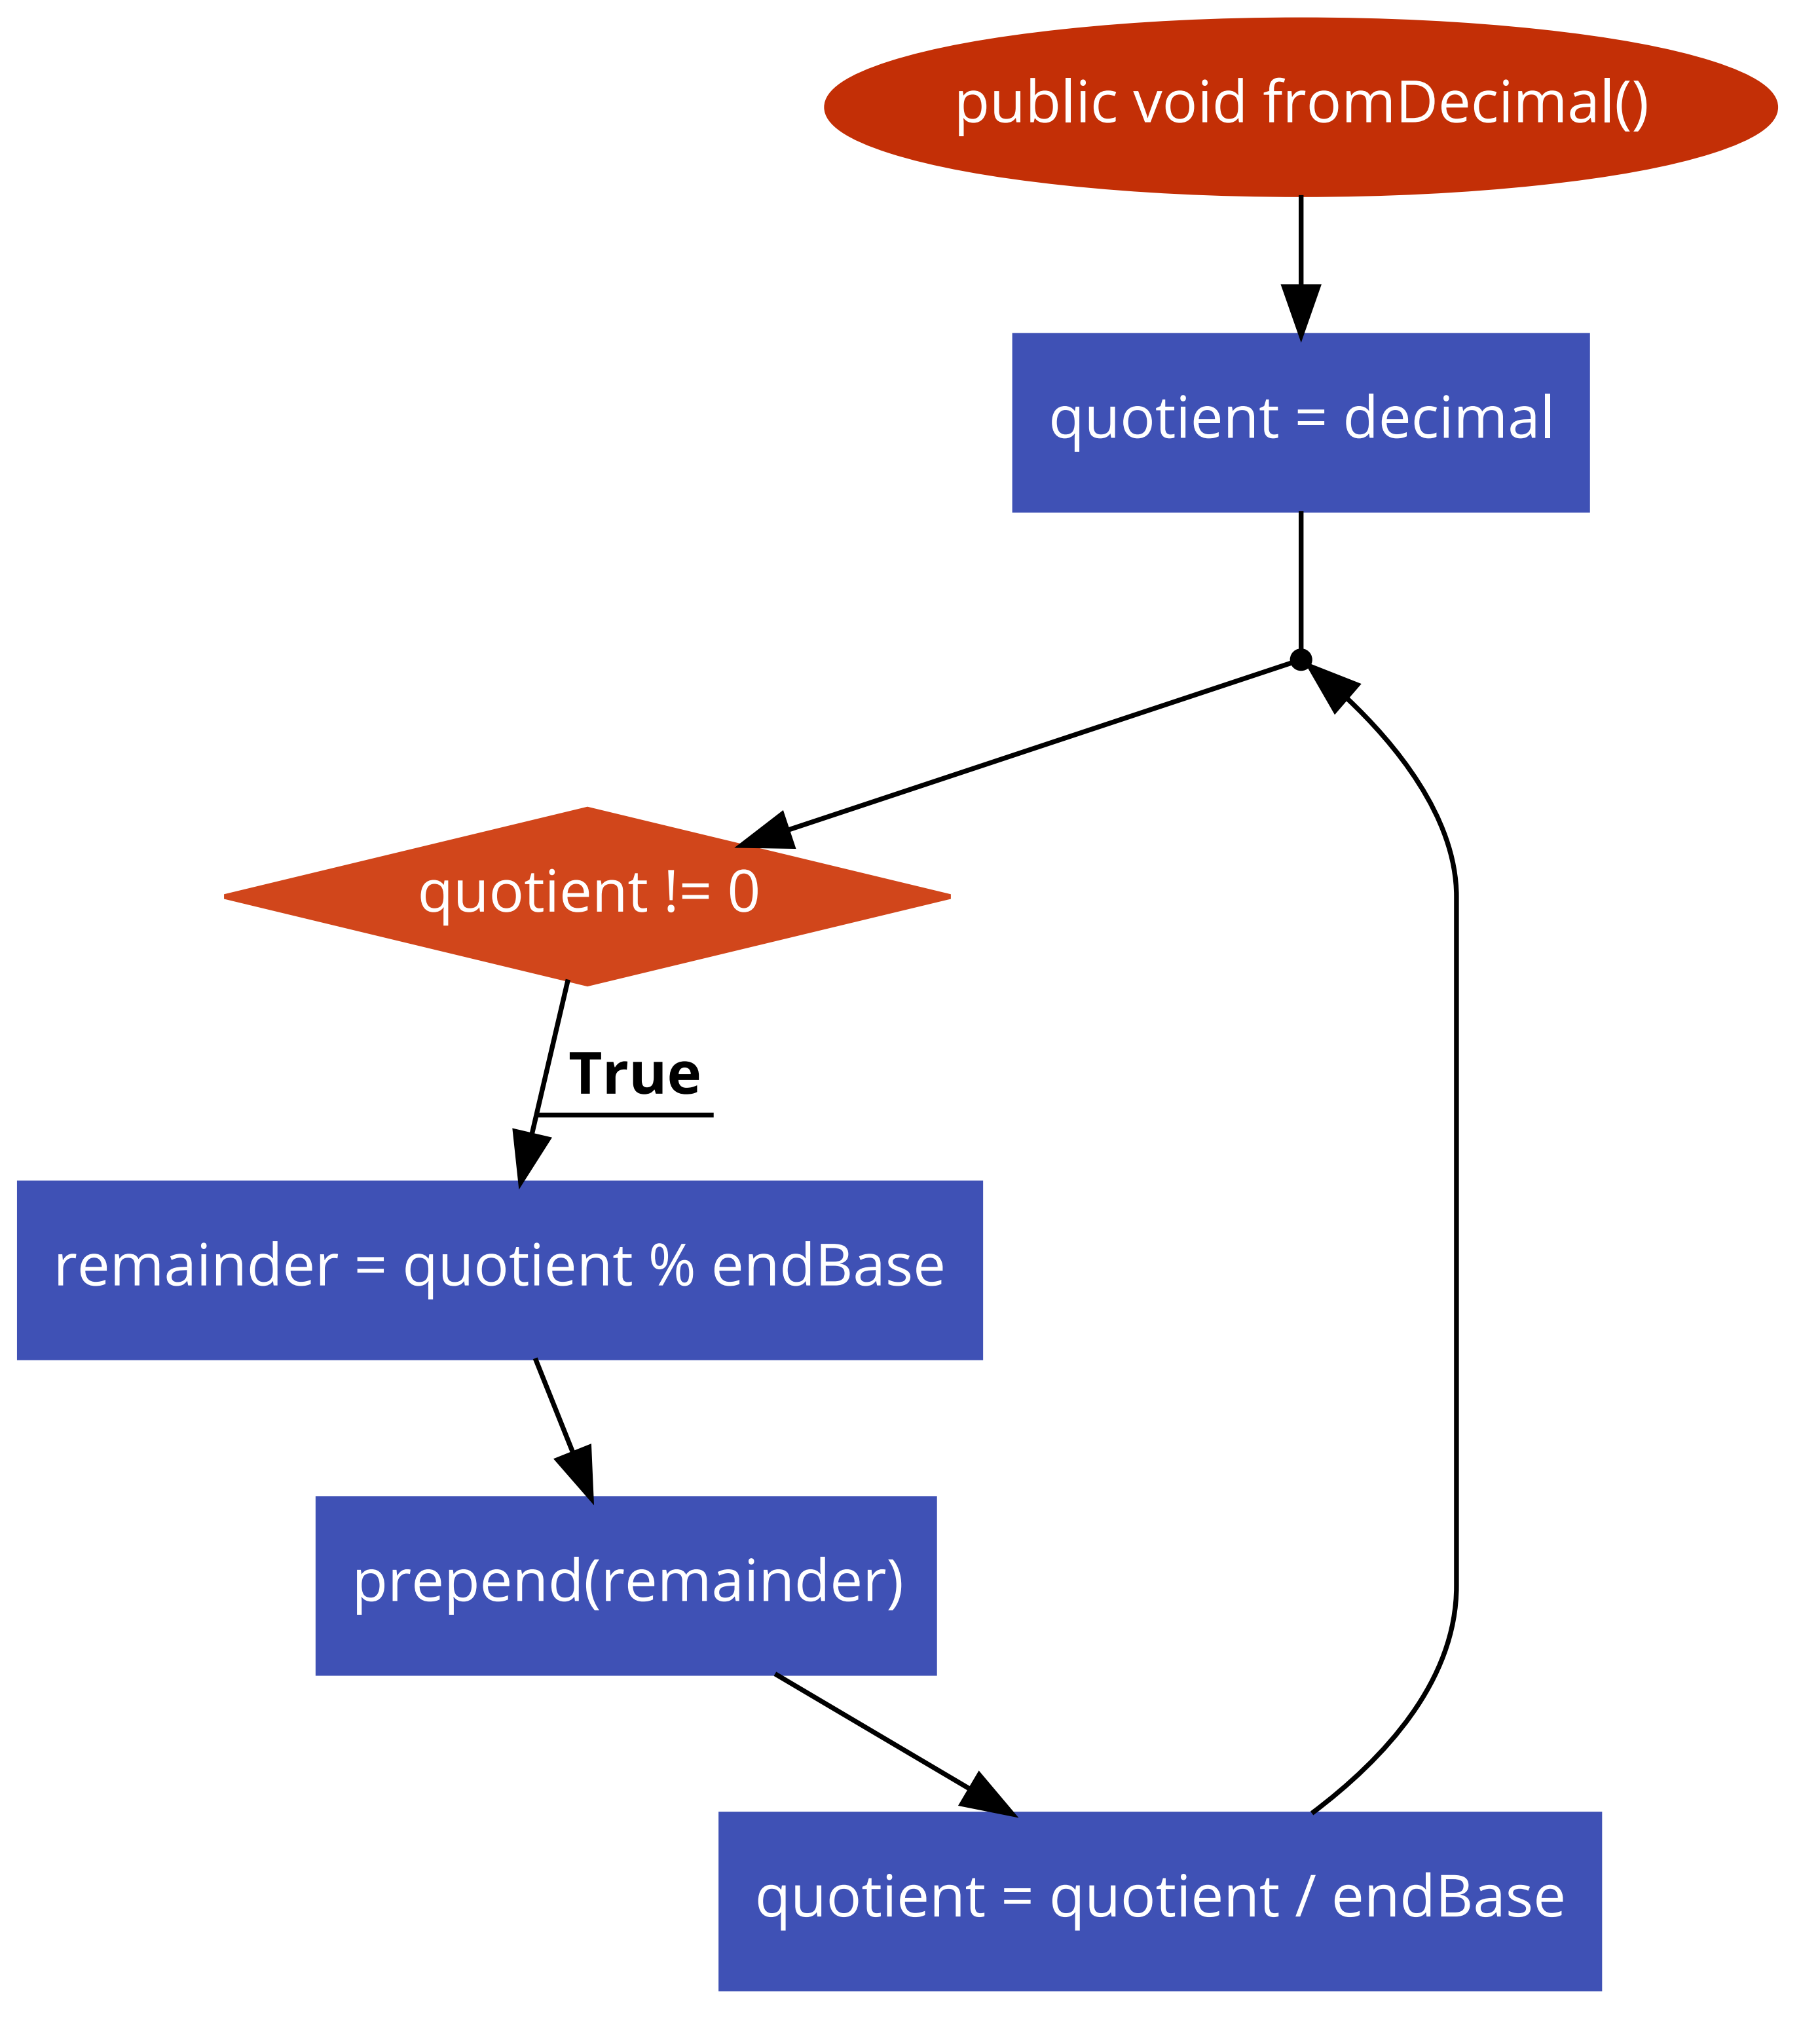 public void fromDecimal()
quotient = decimal
quotient != 0
True
remainder = quotient % endBase
prepend(remainder)
quotient = quotient / endBase